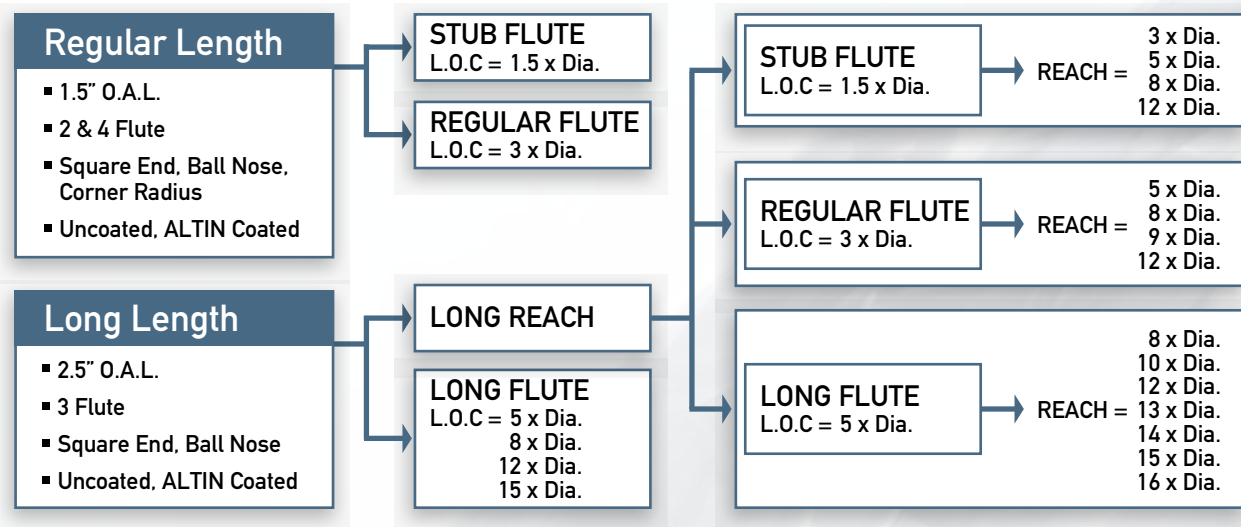 Regular Length
▪ 1.5” O.A.L.
▪ 2 & 4 Flute
▪ Square End, Ball Nose,
Corner Radius
▪ Uncoated, ALTIN Coated
STUB FLUTE
L.O.C = 1.5 x Dia.
REGULAR FLUTE
L.O.C = 3 x Dia.
Long Length
▪ 2.5” O.A.L.
▪ 3 Flute
▪ Square End, Ball Nose
▪ Uncoated, ALTIN Coated
LONG REACH
LONG FLUTE
L.O.C = 5 x Dia.
8 x Dia.
12 x Dia.
15 x Dia.
STUB FLUTE
L.O.C = 1.5 x Dia.
REACH =
3 x Dia.
5 x Dia.
8 x Dia.
12 x Dia.
REGULAR FLUTE
L.O.C = 3 x Dia.
REACH =
5 x Dia.
8 x Dia.
9 x Dia.
12 x Dia.
LONG FLUTE
L.O.C = 5 x Dia.
REACH =
8 x Dia.
10 x Dia.
12 x Dia.
13 x Dia.
14 x Dia.
15 x Dia.
16 x Dia.